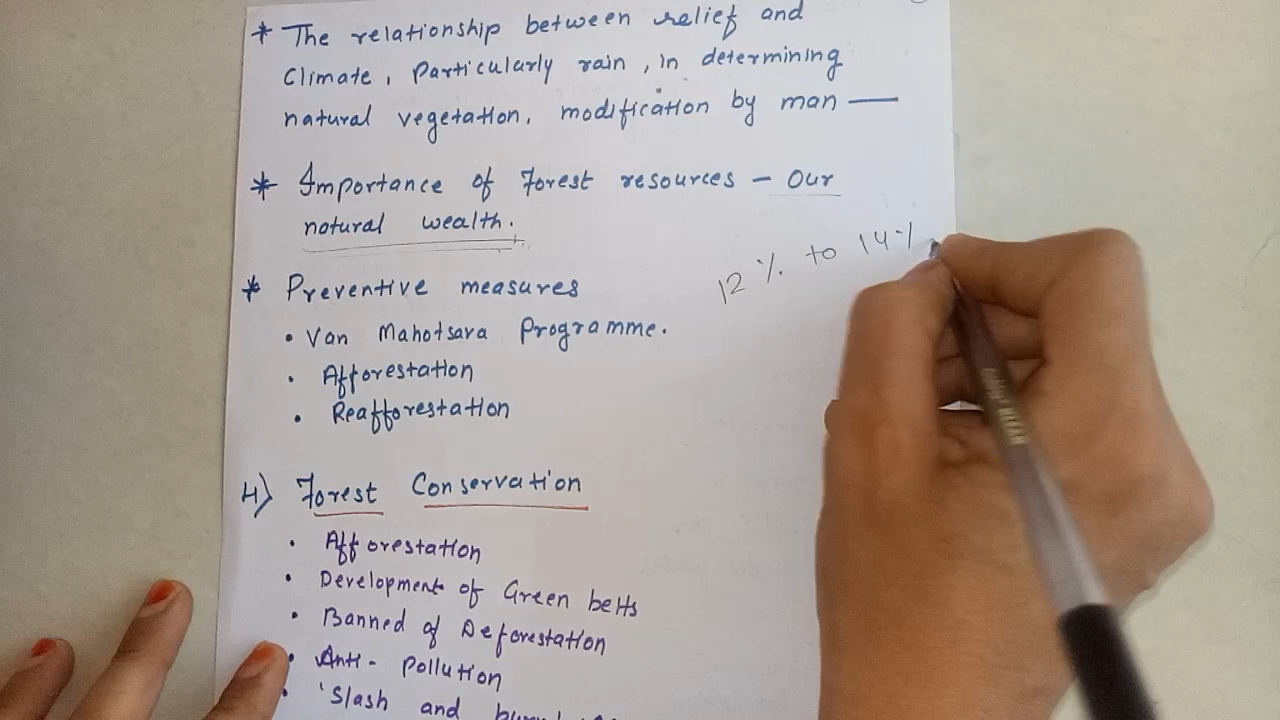 * The relationship between relief and
Climate, Particularly rain, in determining
natural vegetation, modification by man —
* Importance of Forest resources - Our
natural wealth.
* Preventive measures
12 % to 14 %
• Van Mahotsava Programme.
• Afforestation
• Reafforestation
4) Forest Conservation
• Afforestation
• Development of Green belts
• Banned of Deforestation
• Anti-pollution
• 'Slash and